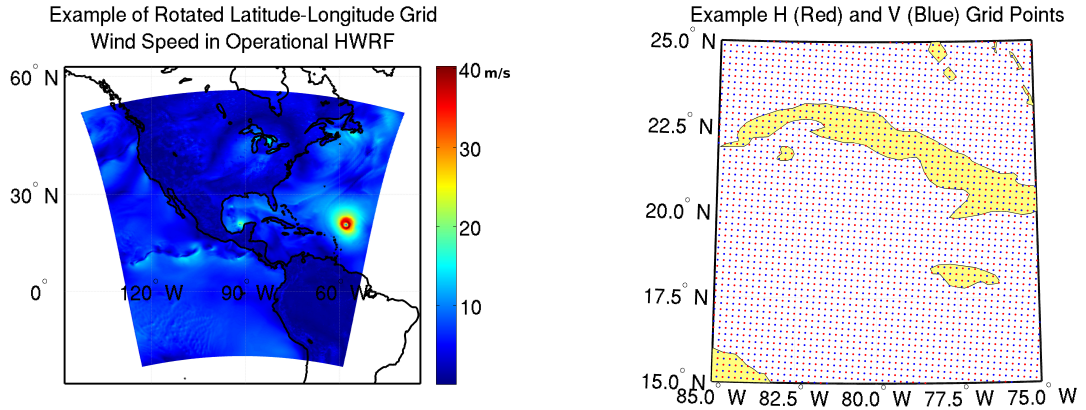 Example of Rotated Latitude-Longitude Grid
Wind Speed in Operational HWRF
60° N
30° N
0°
120° W
90° W
60° W
40 m/s
30
20
10
Example H (Red) and V (Blue) Grid Points
25.0° N
22.5° N
20.0° N
17.5° N
15.0° N
85.0° W
82.5° W
80.0° W
77.5° W
75.0° W